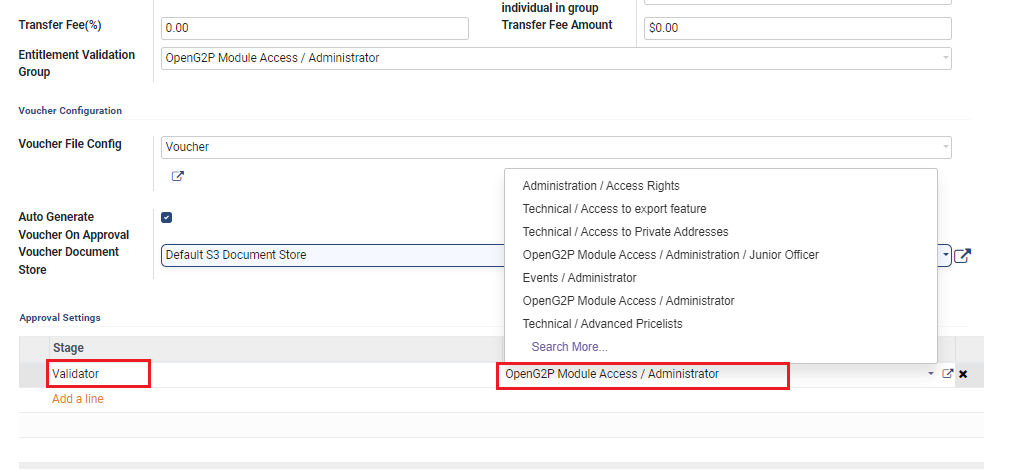 individual in group
Transfer Fee(%)
0.00
Transfer Fee Amount
$0.00
Entitlement Validation
Group
OpenG2P Module Access / Administrator
Voucher Configuration
Voucher File Config
Voucher
Auto Generate
Voucher On Approval
Voucher Document
Store
Default S3 Document Store
Administration / Access Rights
Technical / Access to export feature
Technical / Access to Private Addresses
OpenG2P Module Access / Administration / Junior Officer
Events / Administrator
OpenG2P Module Access / Administrator
Technical / Advanced Pricelists
Search More...
Approval Settings
Stage
Validator
OpenG2P Module Access / Administrator
Add a line